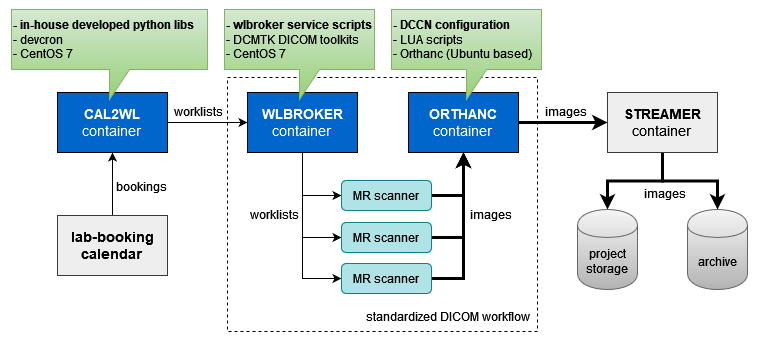 - in-house developed python libs
- devcron
- CentOS 7
- wlbroker service scripts
- DCMTK DICOM toolkits
- CentOS 7
- DCCN configuration
- LUA scripts
- Orthanc (Ubuntu based)
CAL2WL
container
worklists
WLBROKER
container
ORTHANC
container
images
STREAMER
container
bookings
worklists
MR scanner
MR scanner
MR scanner
images
images
lab-booking
calendar
project
storage
archive
standardized DICOM workflow